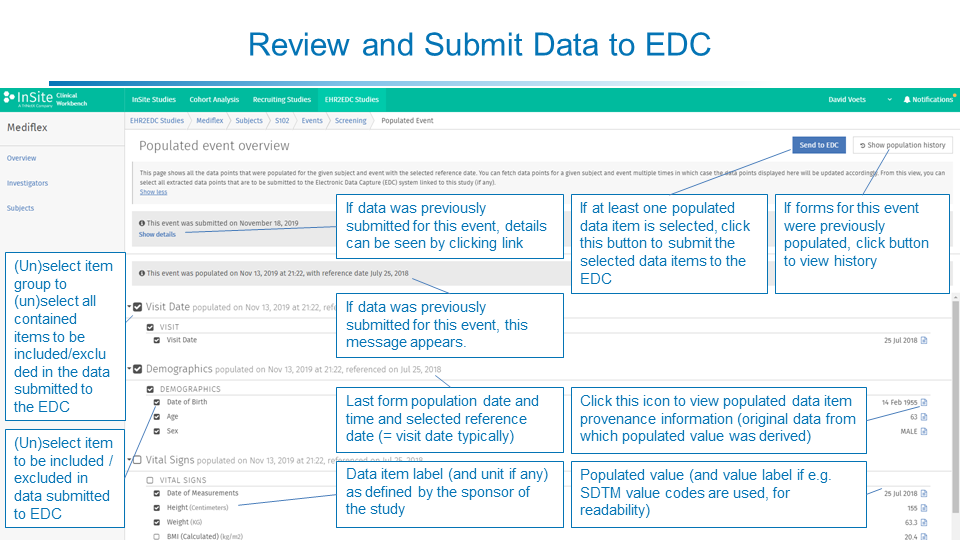 Review and Submit Data to EDC
InSite Clinical
A TriNetX Company Workbench
InSite Studies Cohort Analysis Recruiting Studies EHR2EDC Studies
David Voets Notifications
Mediflex
Overview
Investigators
Subjects
EHR2EDC Studies Mediflex Subjects S102 Events Screening Populated Event
Populated event overview
Send to EDC
Show population history
This page shows all the data points that were populated for the given subject and event with the selected reference date. You can fetch data points for a given subject and event multiple times in which case the data points displayed here will be updated accordingly. From this view, you can
select all extracted data points that are to be submitted to the Electronic Data Capture (EDC) system linked to this study (if any).
Show less
This event was submitted on November 18, 2019
Show details
If data was previously
submitted for this event, details
can be seen by clicking link
If at least one populated
data item is selected, click
this button to submit the
selected data items to the
EDC
If forms for this event
were previously
populated, click button
to view history
This event was populated on Nov 13, 2019 at 21:22, with reference date July 25, 2018
(Un)select item
group to
(un)select all
contained
items to be
included/exclu
ded in the data
submitted to
the EDC
If data was previously
submitted for this event, this
message appears.
Visit Date populated on Nov 13, 2019 at 21:22,
VISIT
Visit Date 25 Jul 2018
Demographics populated on Nov 13, 2019 at 21:22, referenced on Jul 25, 2018
DEMOGRAPHICS
Date of Birth 14 Feb 1955
Age 63
Sex MALE
Last form population date and
time and selected reference
date (= visit date typically)
Click this icon to view populated data item
provenance information (original data from
which populated value was derived)
(Un)select item
to be included /
excluded in
data submitted
to EDC
Vital Signs populated on Nov 13, 2019 at 21:22, referenced on Jul 25, 2018
VITAL SIGNS
Date of Measurements 25 Jul 2018
Height (Centimeters) 155
Weight (KG) 63.3
BMI (Calculated) (kg/m2) 20.4
Data item label (and unit if any)
as defined by the sponsor of
the study
Populated value (and value label if e.g.
SDTM value codes are used, for
readability)